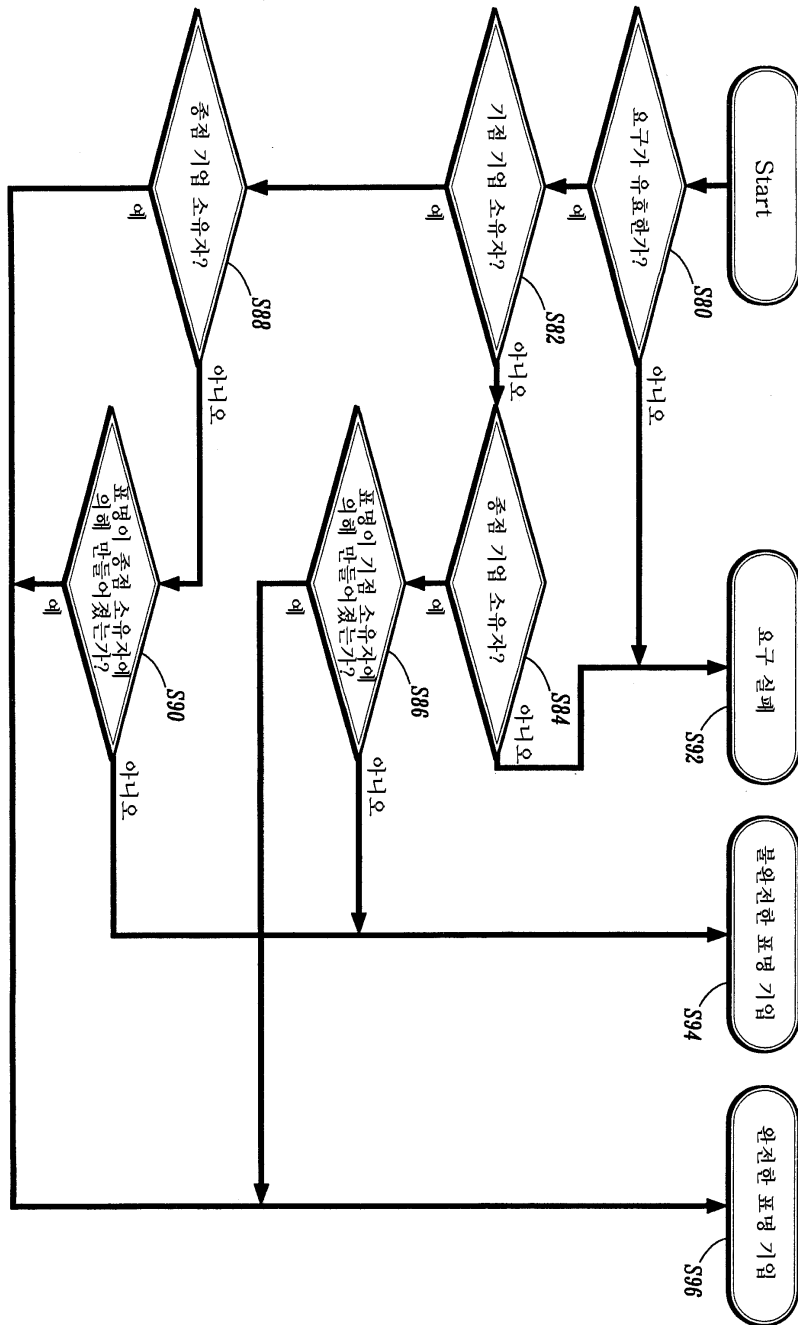 Start
요구 실패
S92
불완전한 표명 기입
S94
완전한 표명 기입
S96
요구가 유효한가?
S80
아니오
예
기점 기업 소유자?
S82
아니오
예
종점 기업 소유자?
S84
아니오
예
표명이 기점 소유자에
의해 만들어졌는가?
S86
아니오
예
종점 기업 소유자?
S88
아니오
예
표명이 종점 소유자에
의해 만들어졌는가?
S90
아니오
예